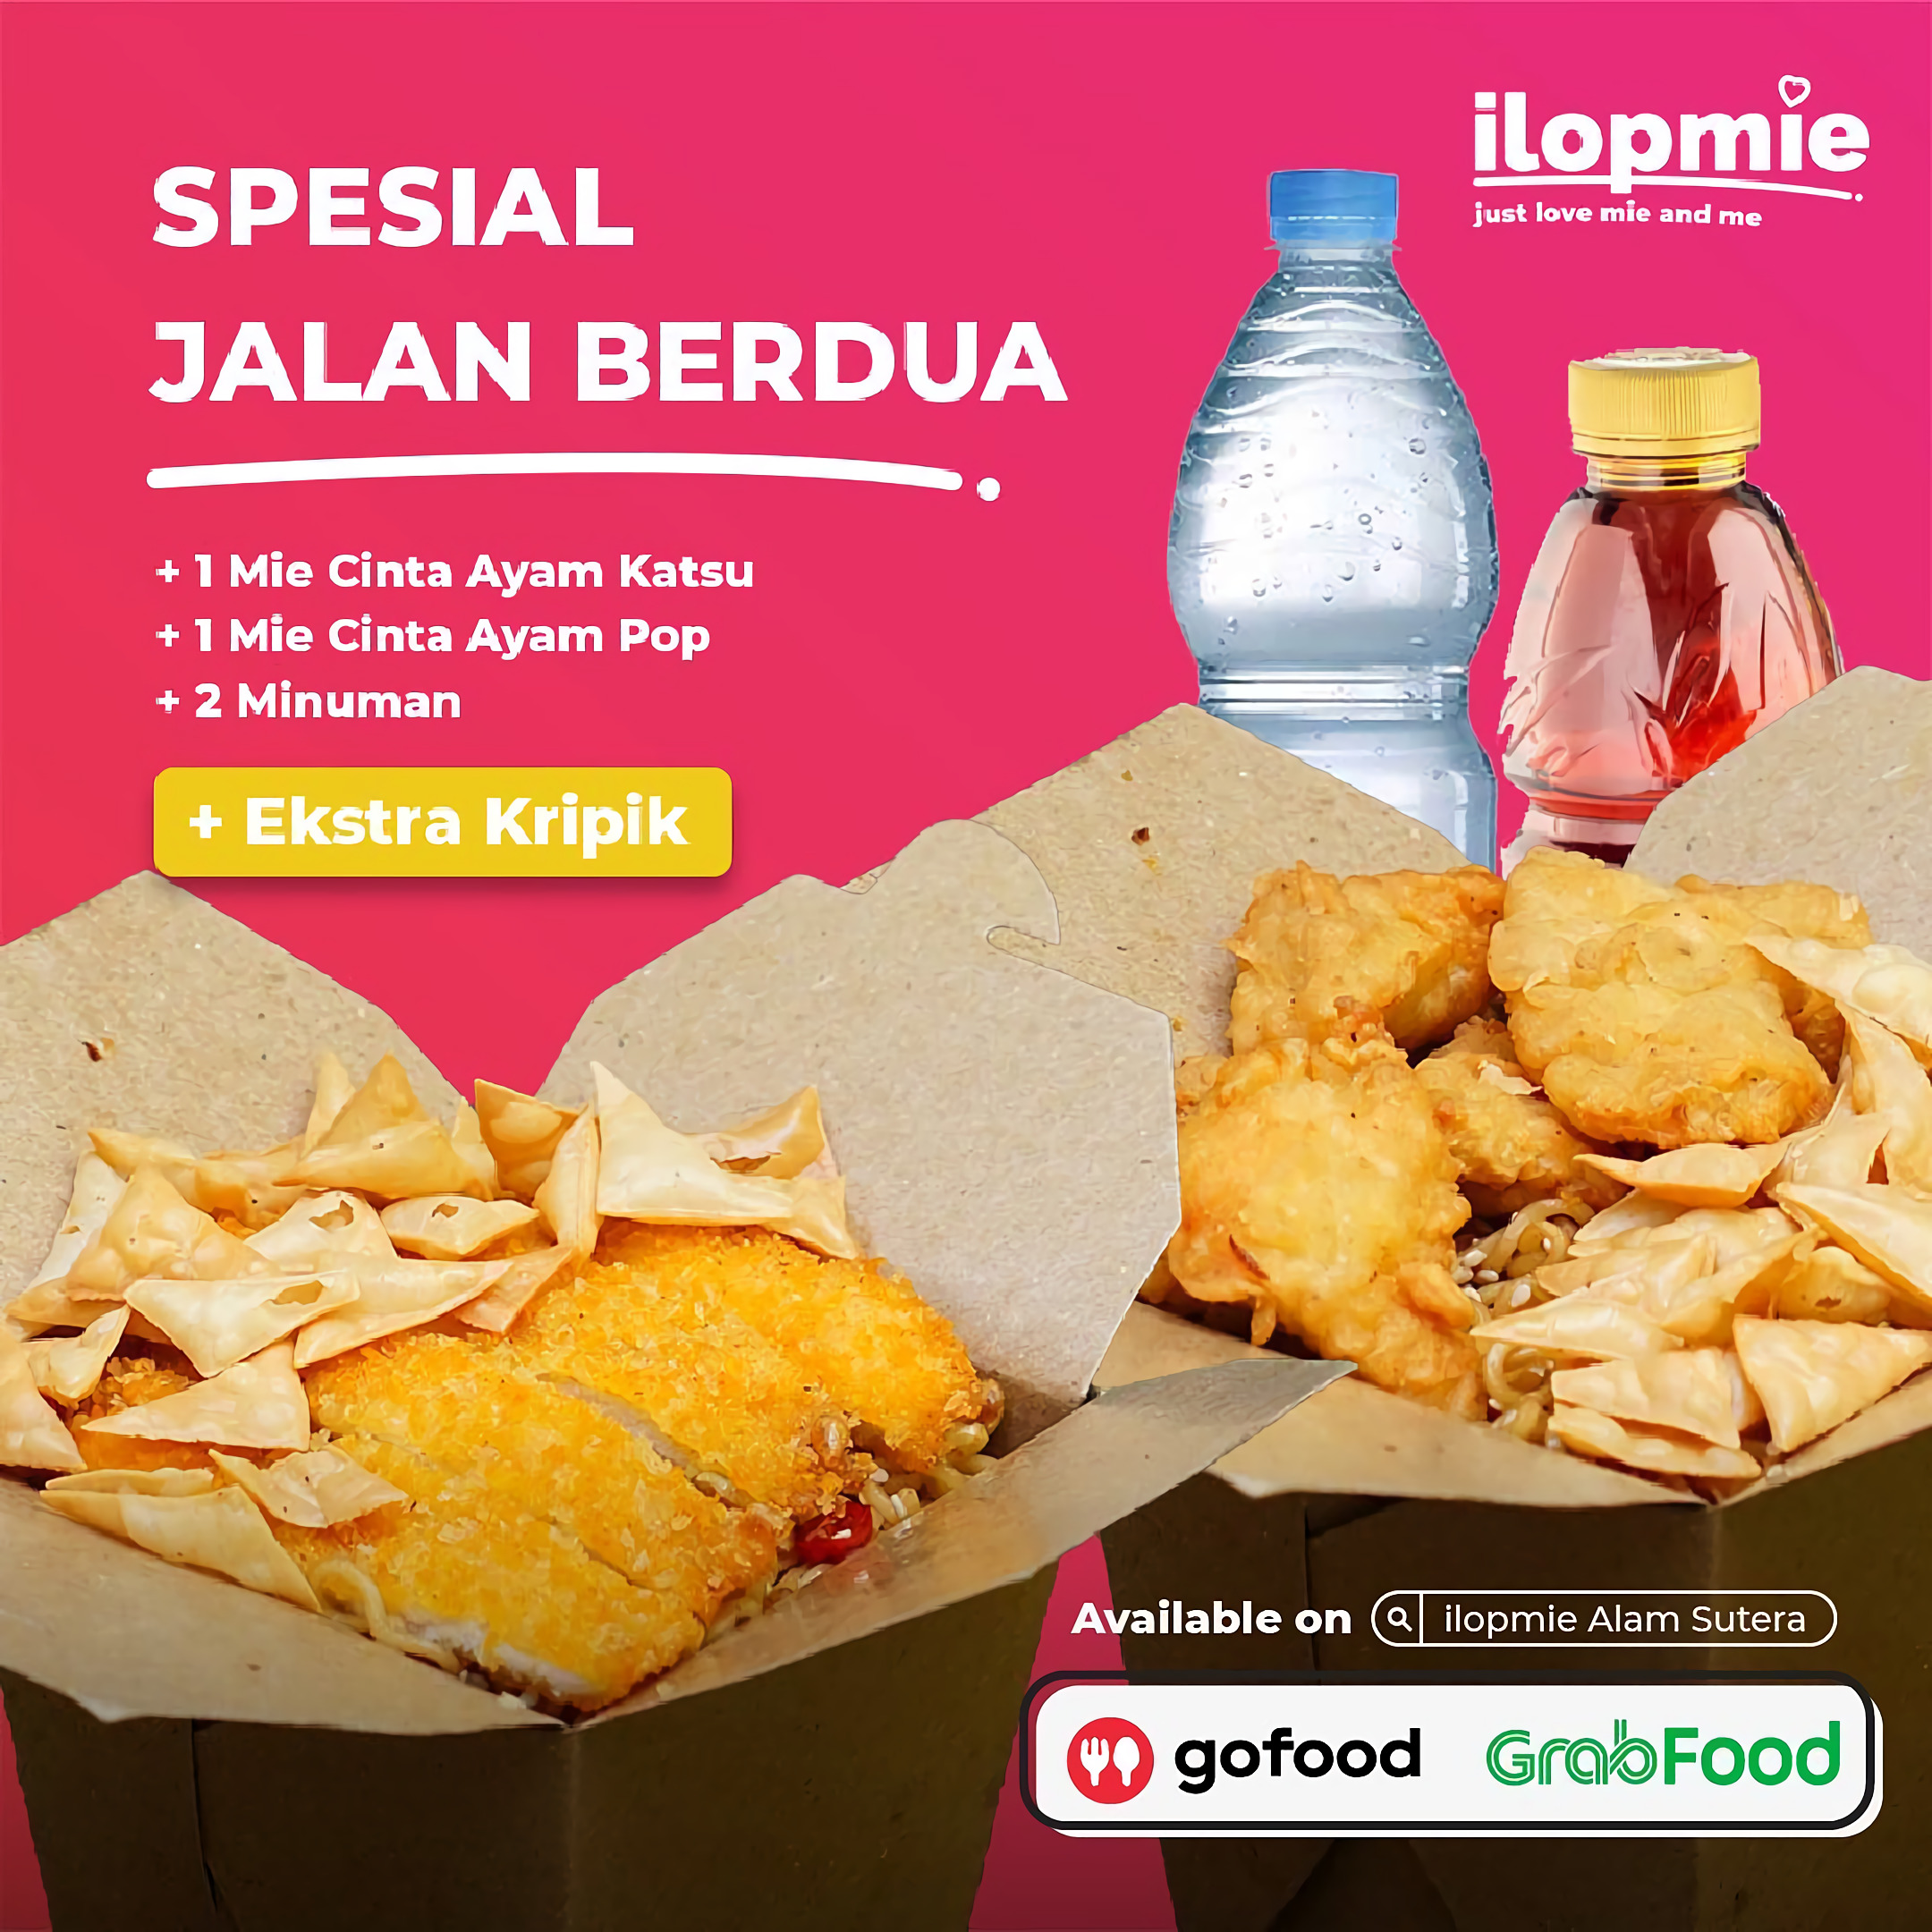 ilopmie
just love mie and me
SPESIAL
JALAN BERDUA
+ 1 Mie Cinta Ayam Katsu
+ 1 Mie Cinta Ayam Pop
+ 2 Minuman
+ Ekstra Kripik
Available on ilopmie Alam Sutera
gofood GrabFood